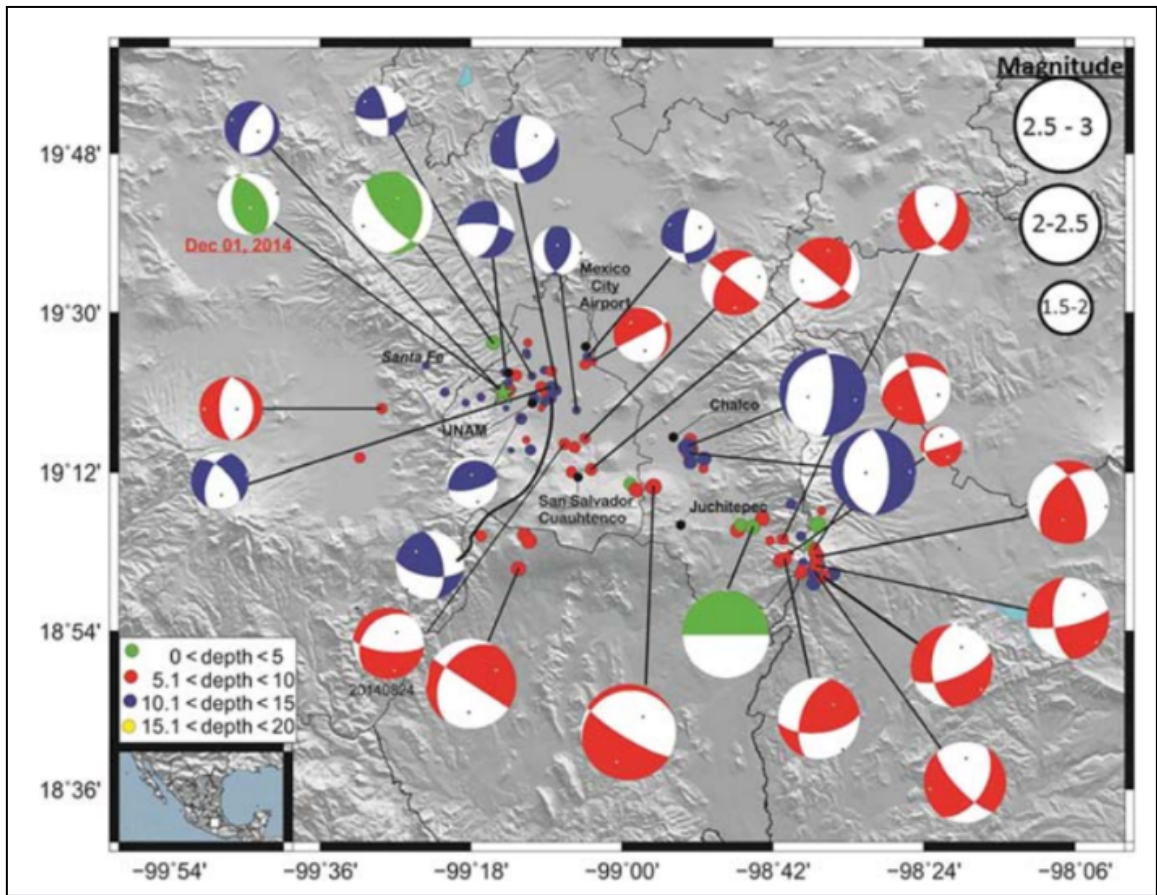 Magnitude
2.5 - 3
2-2.5
1.5-2
19°48'
19°30'
19°12'
18°54'
18°36'
Dec 01, 2014
Mexico
City
Airport
Santa Fe
UNAM
Chalco
San Salvador
Cuauhtenco
Juchitepec
20140824
0 < depth < 5
5.1 < depth < 10
10.1 < depth < 15
15.1 < depth < 20
−99°54' −99°36' −99°18' −99°00' −98°42' −98°24' −98°06'